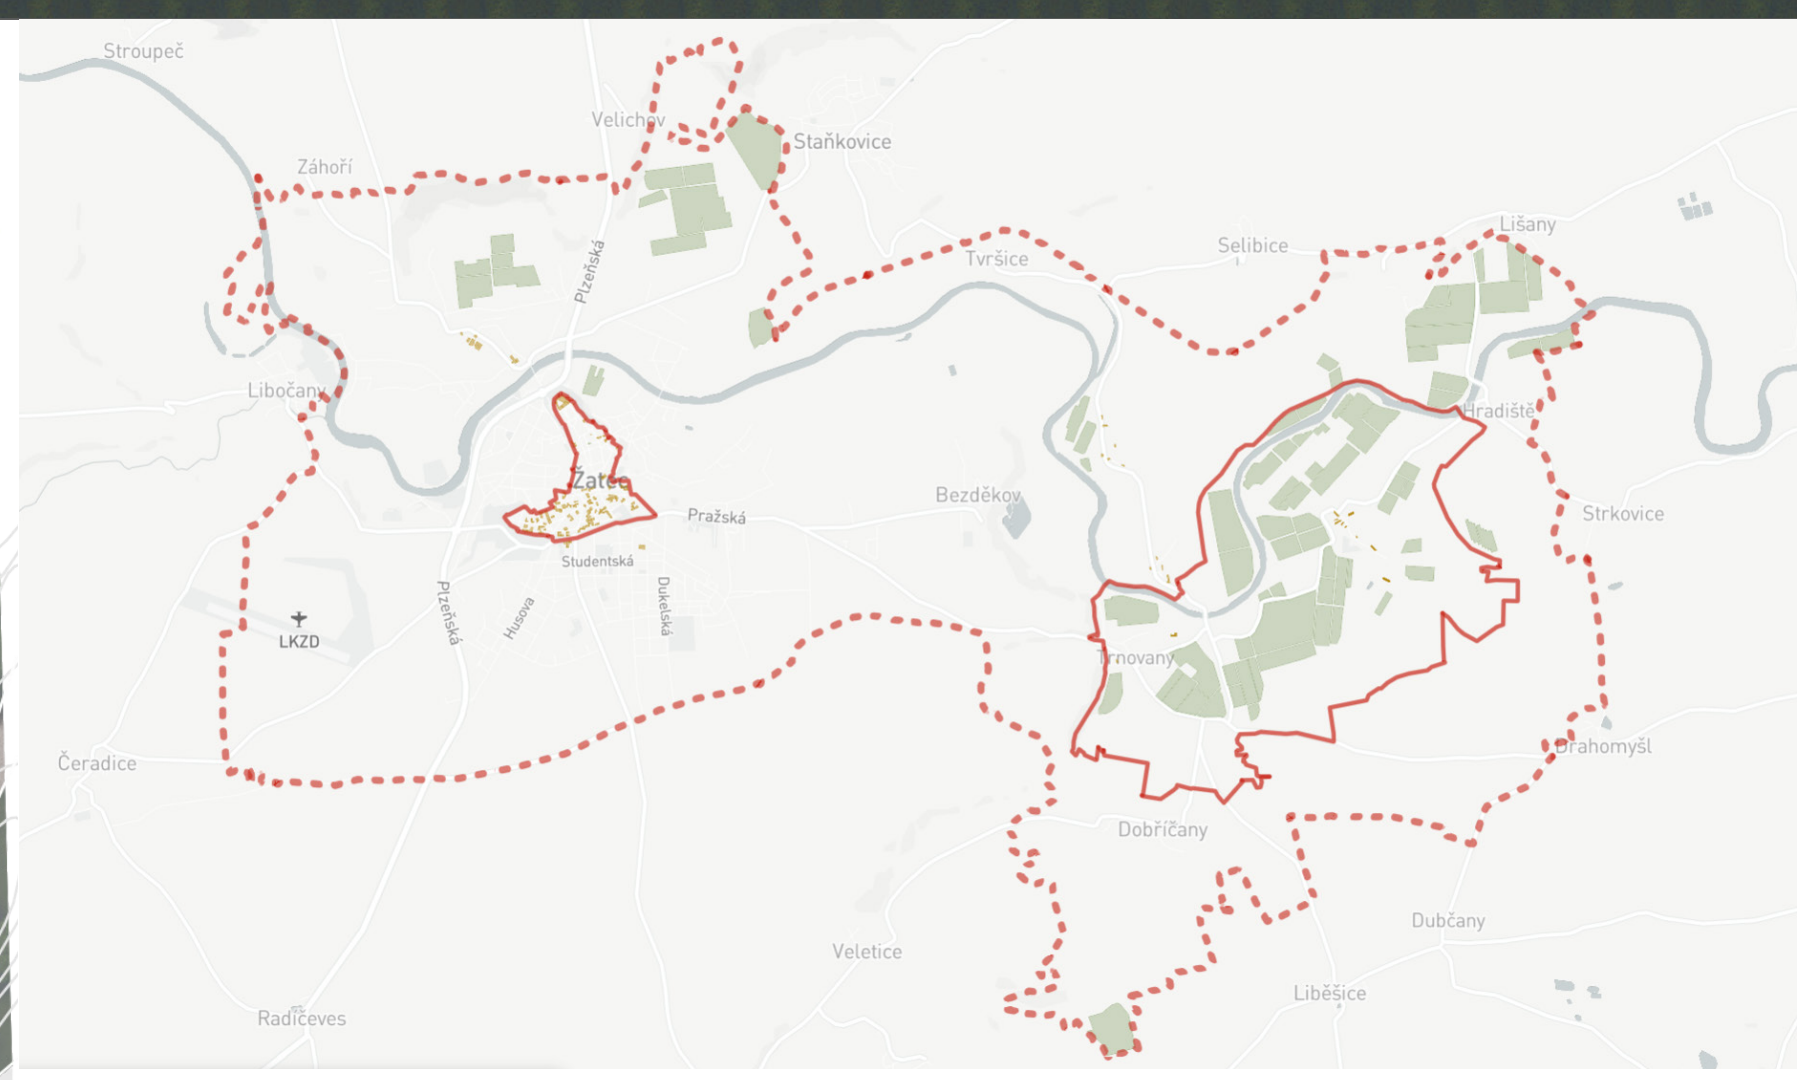 Stroupeč
Velichov
Staňkovice
Záhoří
Lišany
Selibice
Tvršice
Plzeňská
Libočany
Hradiště
Žatec
Bezděkov
Strkovice
Pražská
Studentská
Dukelská
Husova
Plzeňská
LKZD
Trnovany
Drahomyšl
Čeradice
Dobříčany
Dubčany
Veletice
Liběšice
Radíčeves